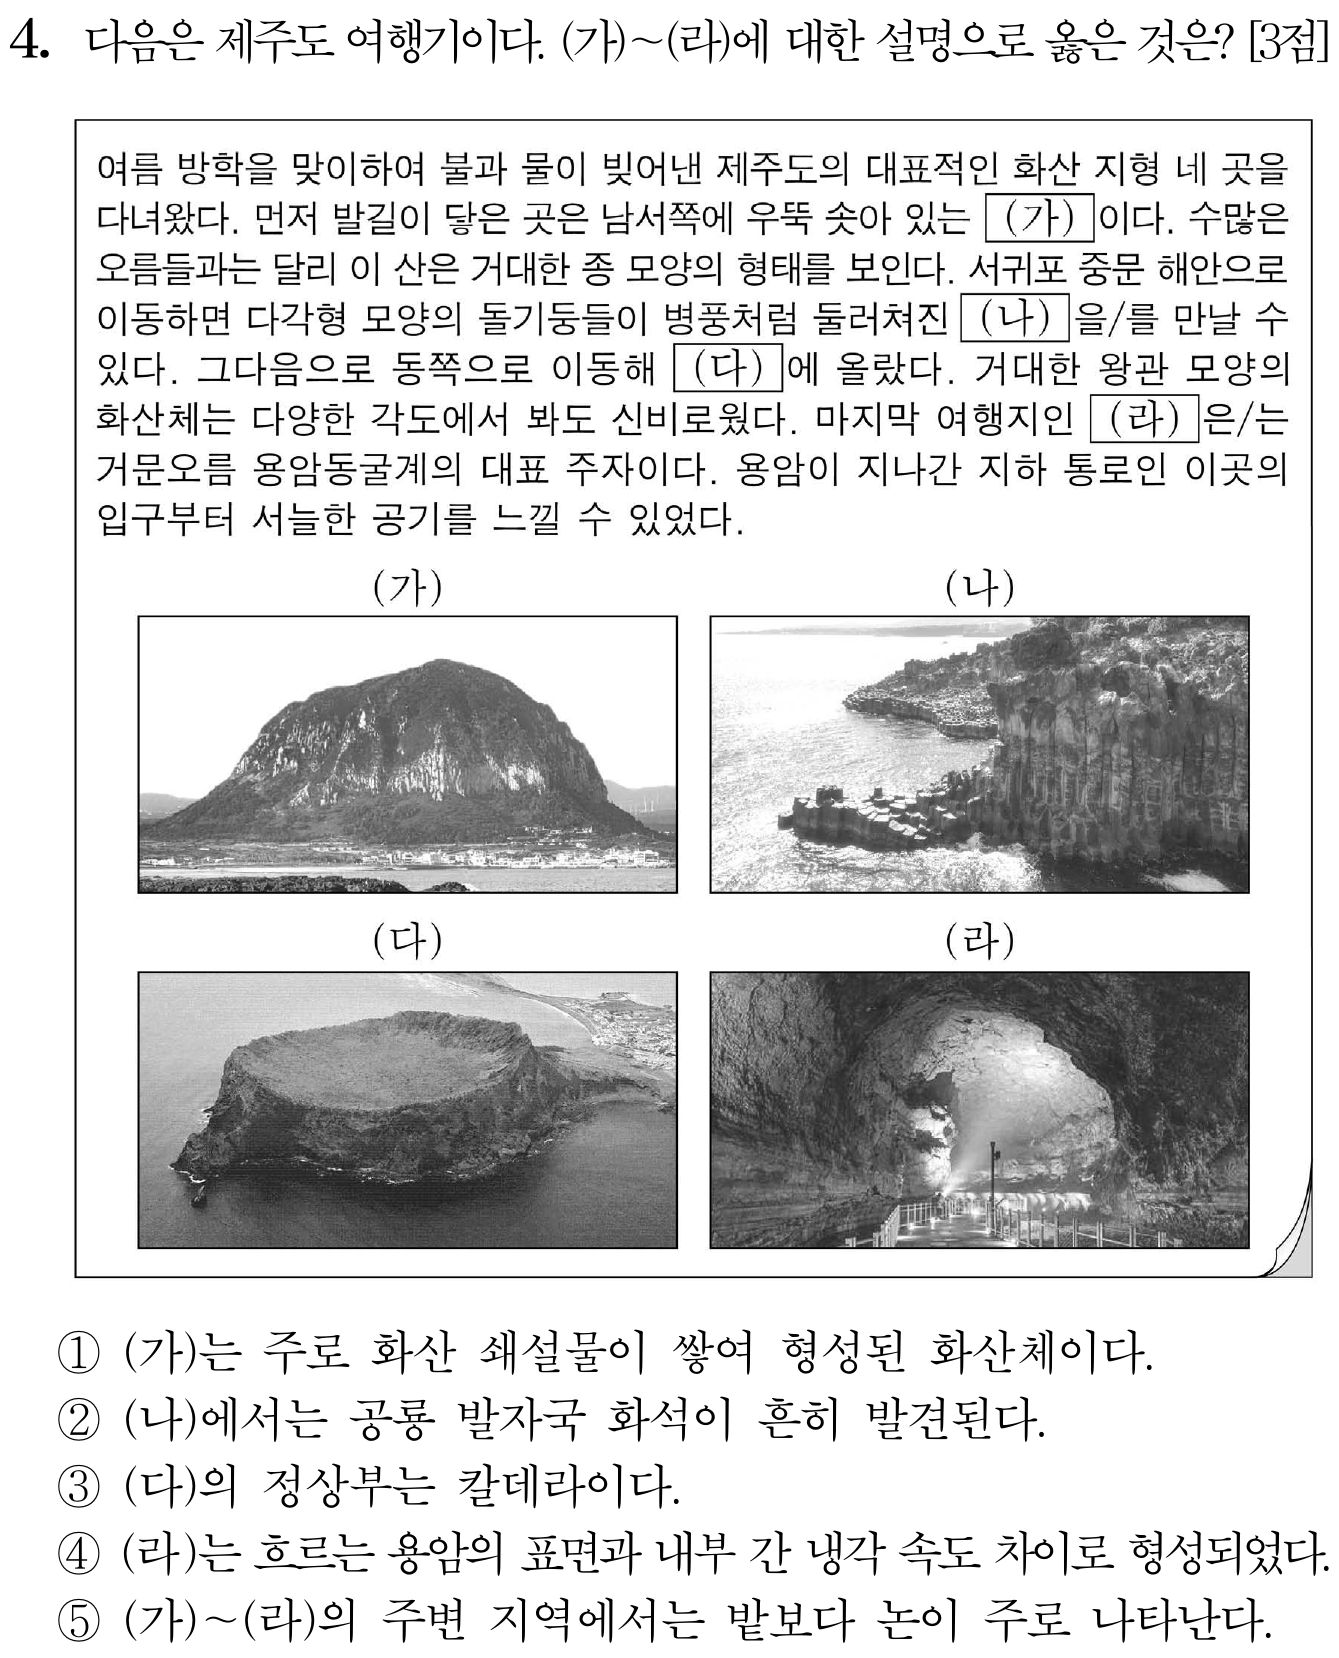 4. 다음은 제주도 여행기이다. (가)~(라)에 대한 설명으로 옳은 것은? [3점]
여름 방학을 맞이하여 불과 물이 빚어낸 제주도의 대표적인 화산 지형 네 곳을
다녀왔다. 먼저 발길이 닿은 곳은 남서쪽에 우뚝 솟아 있는 (가) 이다. 수많은
오름들과는 달리 이 산은 거대한 종 모양의 형태를 보인다. 서귀포 중문 해안으로
이동하면 다각형 모양의 돌기둥들이 병풍처럼 둘러쳐진 (나) 을/를 만날 수
있다. 그다음으로 동쪽으로 이동해 (다) 에 올랐다. 거대한 왕관 모양의
화산체는 다양한 각도에서 봐도 신비로웠다. 마지막 여행지인 (라) 은/는
거문오름 용암동굴계의 대표 주자이다. 용암이 지나간 지하 통로인 이곳의
입구부터 서늘한 공기를 느낄 수 있었다.
(가) (나)
(다) (라)
① (가)는 주로 화산 쇄설물이 쌓여 형성된 화산체이다.
② (나)에서는 공룡 발자국 화석이 흔히 발견된다.
③ (다)의 정상부는 칼데라이다.
④ (라)는 흐르는 용암의 표면과 내부 간 냉각 속도 차이로 형성되었다.
⑤ (가)~(라)의 주변 지역에서는 밭보다 논이 주로 나타난다.